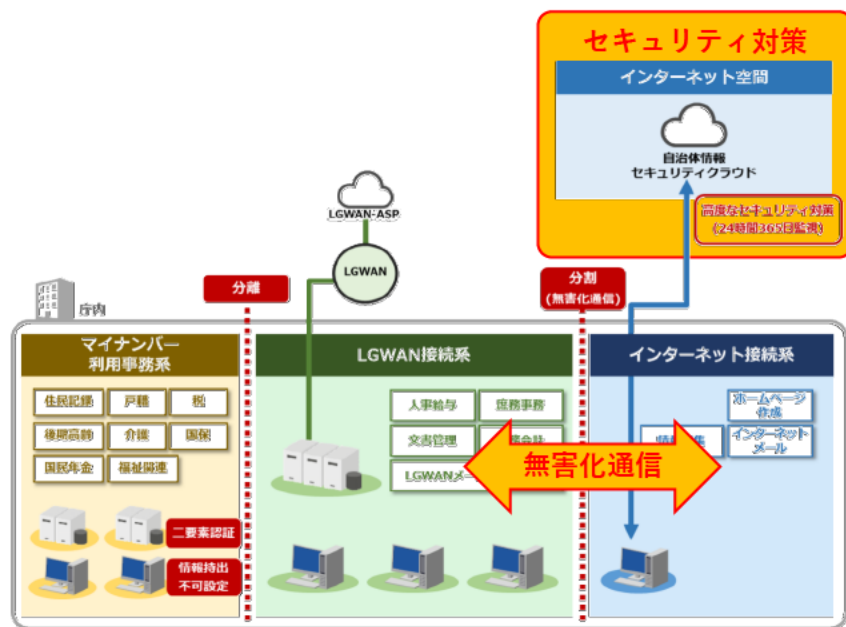 セキュリティ対策
インターネット空間
自治体情報
セキュリティクラウド
高度なセキュリティ対策
(24時間365日監視)
LGWAN-ASP
LGWAN
分離
分割
(無害化通信)
庁内
マイナンバー
利用事務系
LGWAN接続系
インターネット接続系
住民記録
戸籍
税
後期高齢
介護
国保
国民年金
福祉関連
二要素認証
情報持出
不可設定
人事給与
庶務事務
文書管理
LGWANメー
無害化通信
ホームページ
作成
インターネット
メール